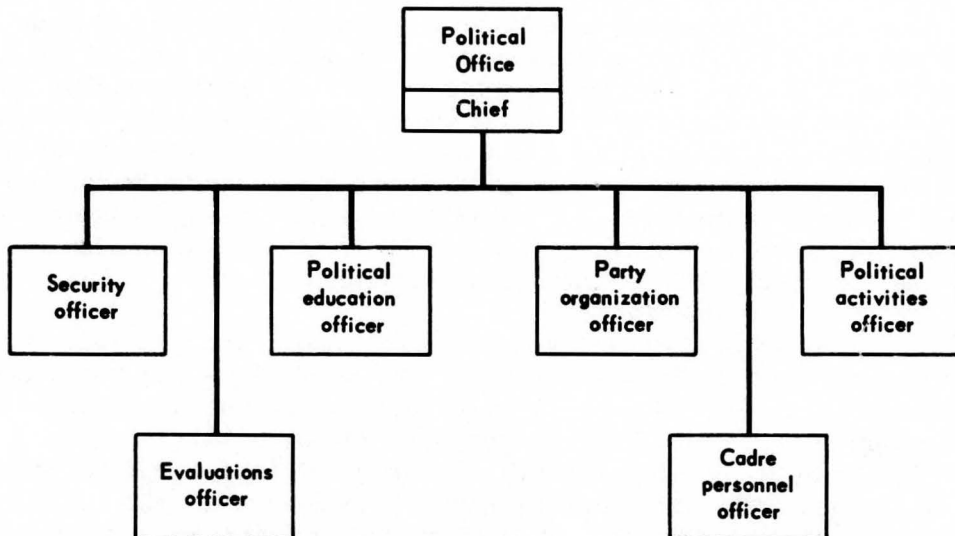 Political
Office
Chief
Security
officer
Political
education
officer
Party
organization
officer
Political
activities
officer
Evaluations
officer
Cadre
personnel
officer